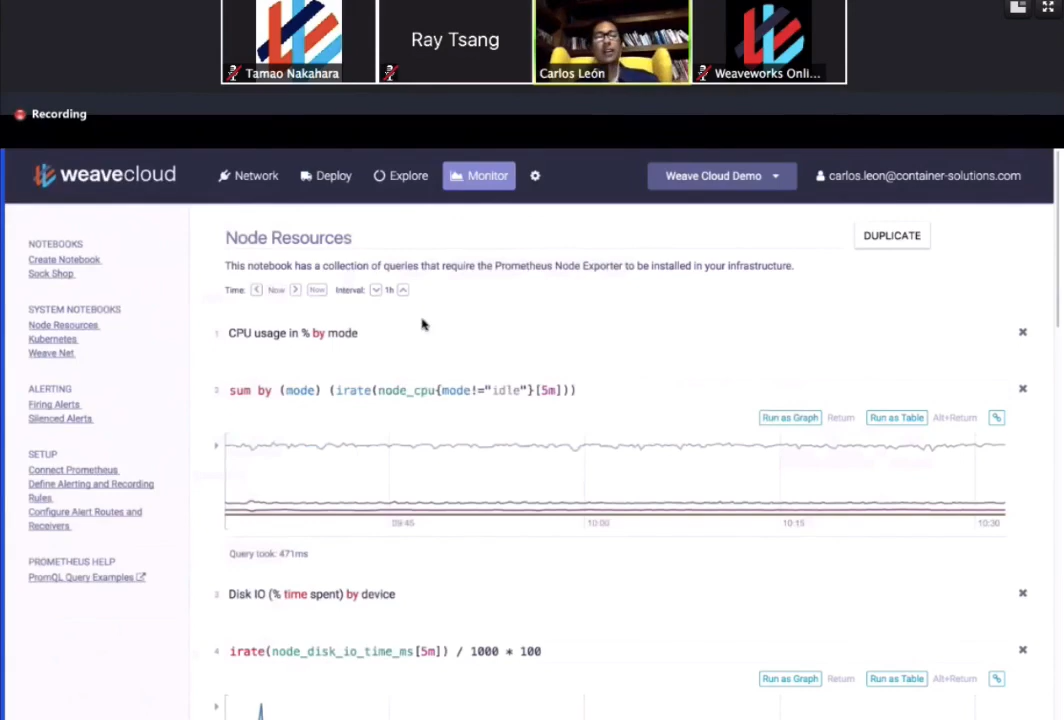 Ray Tsang
Tamao Nakahara
Carlos León
Weaveworks Onli...
Recording
weavecloud
Network
Deploy
Explore
Monitor
Weave Cloud Demo
carlos.leon@container-solutions.com
NOTEBOOKS
Create Notebook
Sock Shop
SYSTEM NOTEBOOKS
Node Resources
Kubernetes
Weave Net
ALERTING
Firing Alerts
Silenced Alerts
SETUP
Connect Prometheus
Define Alerting and Recording
Rules
Configure Alert Routes and
Receivers
PROMETHEUS HELP
PromQL Query Examples
Node Resources
DUPLICATE
This notebook has a collection of queries that require the Prometheus Node Exporter to be installed in your infrastructure.
Time: < Now > Now Interval: 1h
1 CPU usage in % by mode
2 sum by (mode) (irate(node_cpu{mode!="idle"}[5m]))
Run as Graph Return Run as Table Alt+Return
09:45 10:00 10:15 10:30
Query took: 471ms
3 Disk IO (% time spent) by device
4 irate(node_disk_io_time_ms[5m]) / 1000 * 100
Run as Graph Return Run as Table Alt+Return